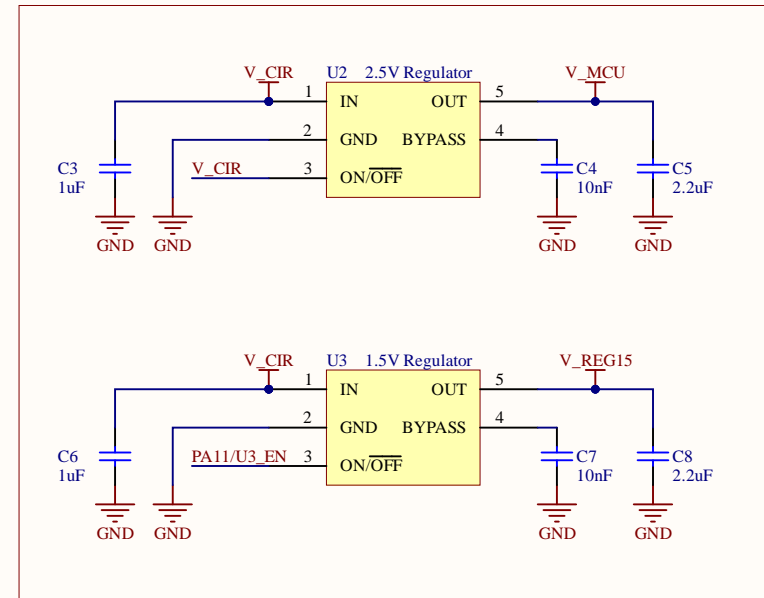 V_CIR
U2 2.5V Regulator
V_MCU
1 IN OUT 5
2 GND BYPASS 4
V_CIR 3 ON/OFF
C3
1uF
C4
10nF
C5
2.2uF
GND GND GND GND
V_CIR
U3 1.5V Regulator
V_REG15
1 IN OUT 5
2 GND BYPASS 4
PA11/U3_EN 3 ON/OFF
C6
1uF
C7
10nF
C8
2.2uF
GND GND GND GND